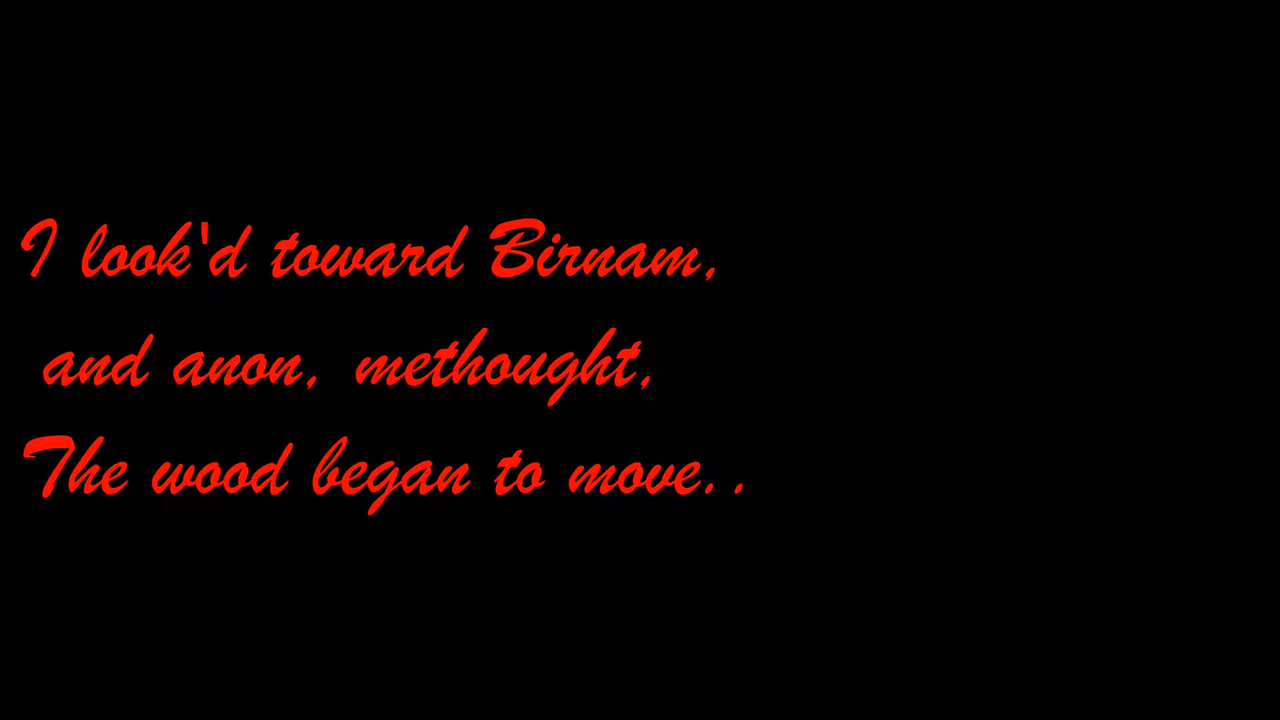 I look'd toward Birnam,
and anon, methought,
The wood began to move..